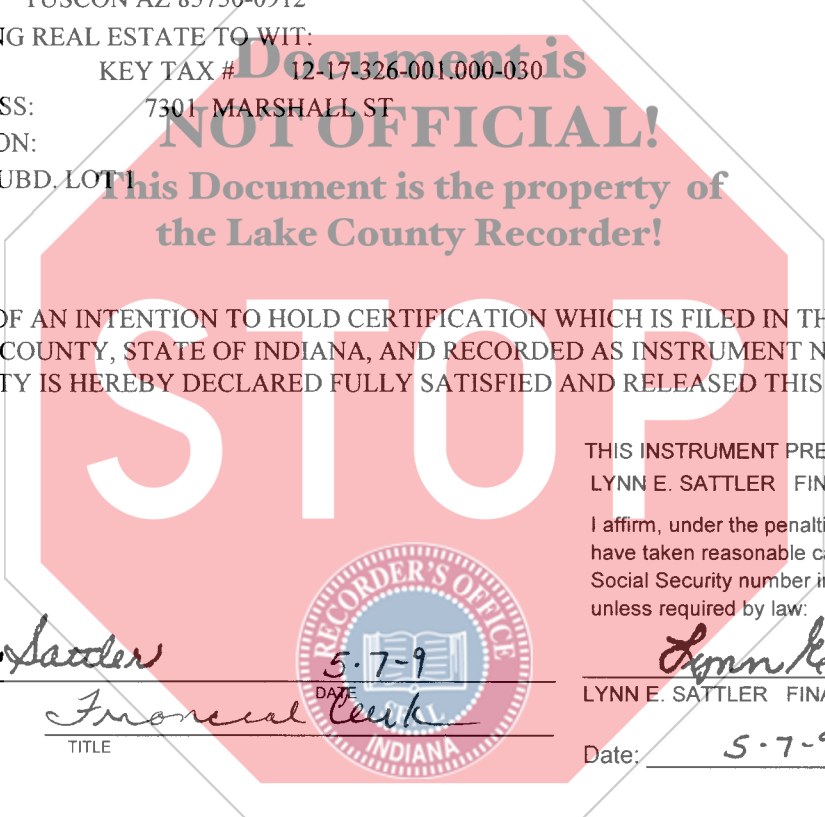 TUSCON AZ 85750-0912
NG REAL ESTATE TO WIT:
KEY TAX # 12-17-326-001.000-030
SS: 7301 MARSHALL ST
ON:
UBD. LOT 1
Document is
NOT OFFICIAL!
This Document is the property of
the Lake County Recorder!
STOP
OF AN INTENTION TO HOLD CERTIFICATION WHICH IS FILED IN TH
COUNTY, STATE OF INDIANA, AND RECORDED AS INSTRUMENT N
TY IS HEREBY DECLARED FULLY SATISFIED AND RELEASED THIS
THIS INSTRUMENT PRE
LYNN E. SATTLER FIN
I affirm, under the penalti
have taken reasonable ca
Social Security number in
unless required by law:
Sattler 5-7-9
DATE
Financial Clerk
TITLE
RECORDER'S OFFICE
SEAL
INDIANA
Lynn E
LYNN E. SATTLER FINA
Date: 5-7-9